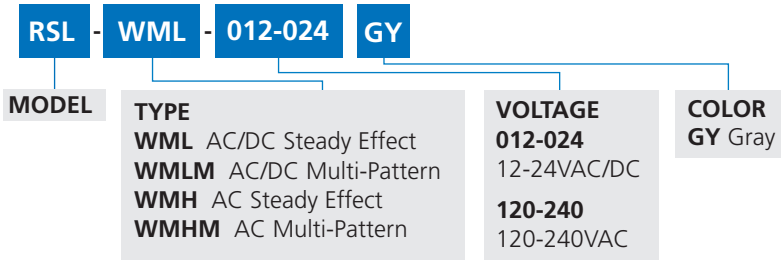 RSL - WML - 012-024 GY
MODEL
TYPE
WML AC/DC Steady Effect
WMLM AC/DC Multi-Pattern
WMH AC Steady Effect
WMHM AC Multi-Pattern
VOLTAGE
012-024
12-24VAC/DC
120-240
120-240VAC
COLOR
GY Gray